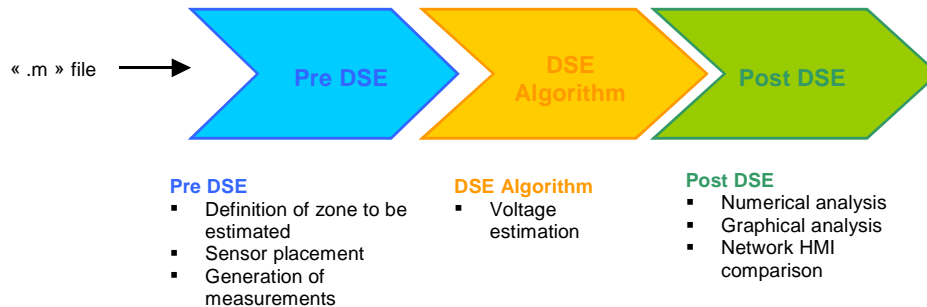 « .m » file
Pre DSE
DSE
Algorithm
Post DSE
Pre DSE
▪ Definition of zone to be
estimated
▪ Sensor placement
▪ Generation of
measurements
DSE Algorithm
▪ Voltage
estimation
Post DSE
▪ Numerical analysis
▪ Graphical analysis
▪ Network HMI
comparison